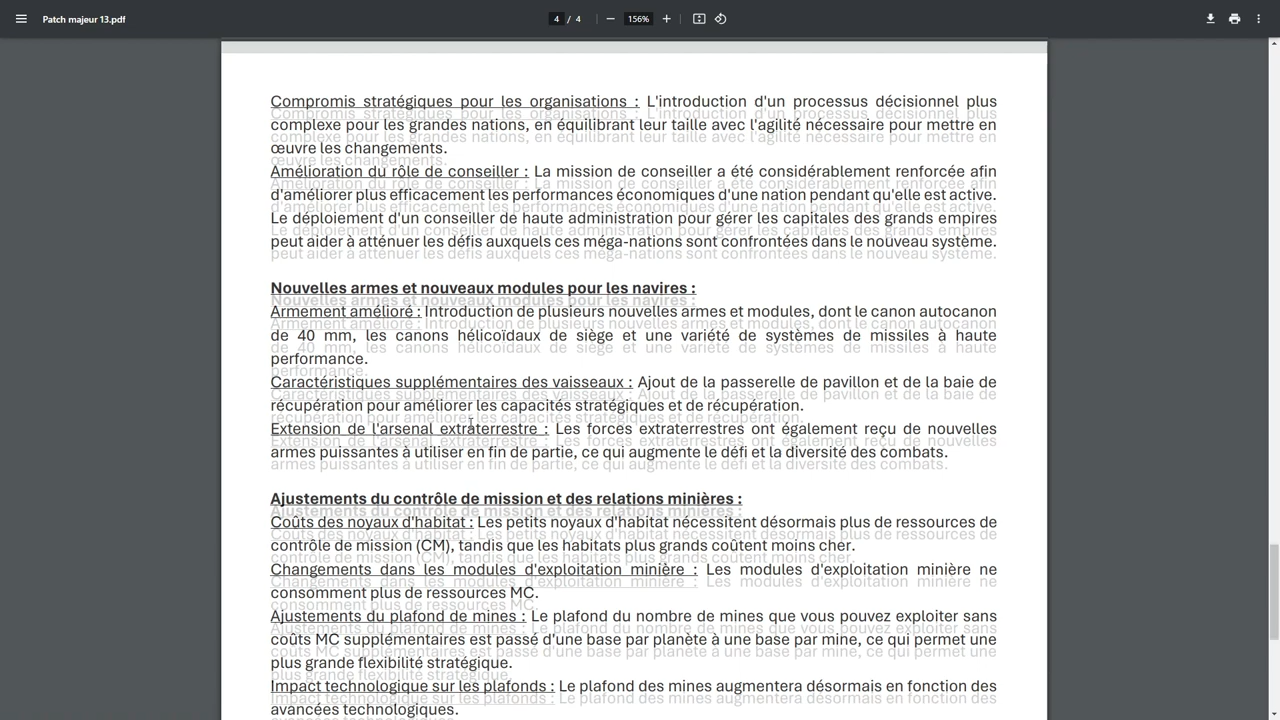 Patch majeur 13.pdf
4 / 4
156%
Compromis stratégiques pour les organisations : L'introduction d'un processus décisionnel plus
complexe pour les grandes nations, en équilibrant leur taille avec l'agilité nécessaire pour mettre en
œuvre les changements.
Amélioration du rôle de conseiller : La mission de conseiller a été considérablement renforcée afin
d'améliorer plus efficacement les performances économiques d'une nation pendant qu'elle est active.
Le déploiement d'un conseiller de haute administration pour gérer les capitales des grands empires
peut aider à atténuer les défis auxquels ces méga-nations sont confrontées dans le nouveau système.
Nouvelles armes et nouveaux modules pour les navires :
Armement amélioré : Introduction de plusieurs nouvelles armes et modules, dont le canon autocanon
de 40 mm, les canons hélicoïdaux de siège et une variété de systèmes de missiles à haute
performance.
Caractéristiques supplémentaires des vaisseaux : Ajout de la passerelle de pavillon et de la baie de
récupération pour améliorer les capacités stratégiques et de récupération.
Extension de l'arsenal extraterrestre : Les forces extraterrestres ont également reçu de nouvelles
armes puissantes à utiliser en fin de partie, ce qui augmente le défi et la diversité des combats.
Ajustements du contrôle de mission et des relations minières :
Coûts des noyaux d'habitat : Les petits noyaux d'habitat nécessitent désormais plus de ressources de
contrôle de mission (CM), tandis que les habitats plus grands coûtent moins cher.
Changements dans les modules d'exploitation minière : Les modules d'exploitation minière ne
consomment plus de ressources MC.
Ajustements du plafond de mines : Le plafond du nombre de mines que vous pouvez exploiter sans
coûts MC supplémentaires est passé d'une base par planète à une base par mine, ce qui permet une
plus grande flexibilité stratégique.
Impact technologique sur les plafonds : Le plafond des mines augmentera désormais en fonction des
avancées technologiques.